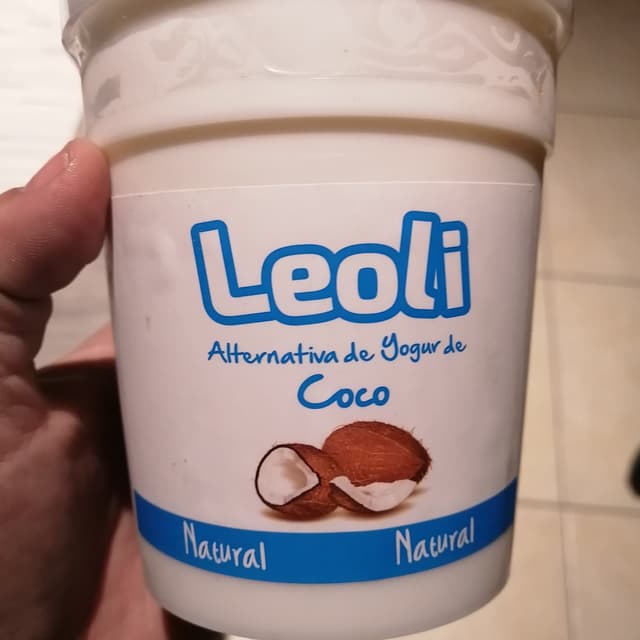 Leoli
Alternativa de Yogur de
Coco
Natural Natural